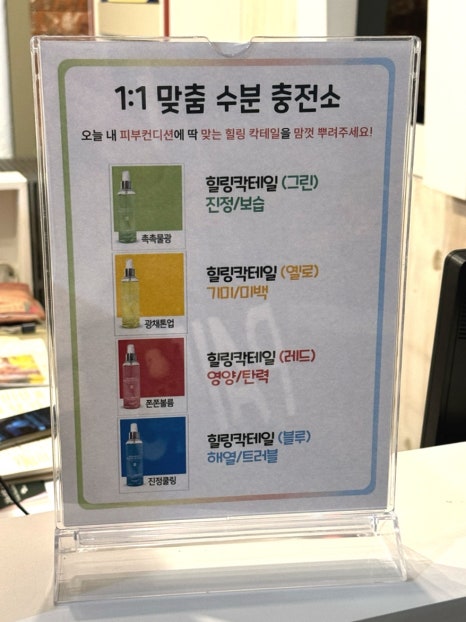 1:1 맞춤 수분 충전소
오늘 내 피부컨디션에 딱 맞는 힐링 칵테일을 맘껏 뿌려주세요!
힐링칵테일 (그린)
진정/보습
촉촉물광
힐링칵테일 (옐로)
기미/미백
광채톤업
힐링칵테일 (레드)
영양/탄력
쫀쫀볼륨
힐링칵테일 (블루)
해열/트러블
진정쿨링